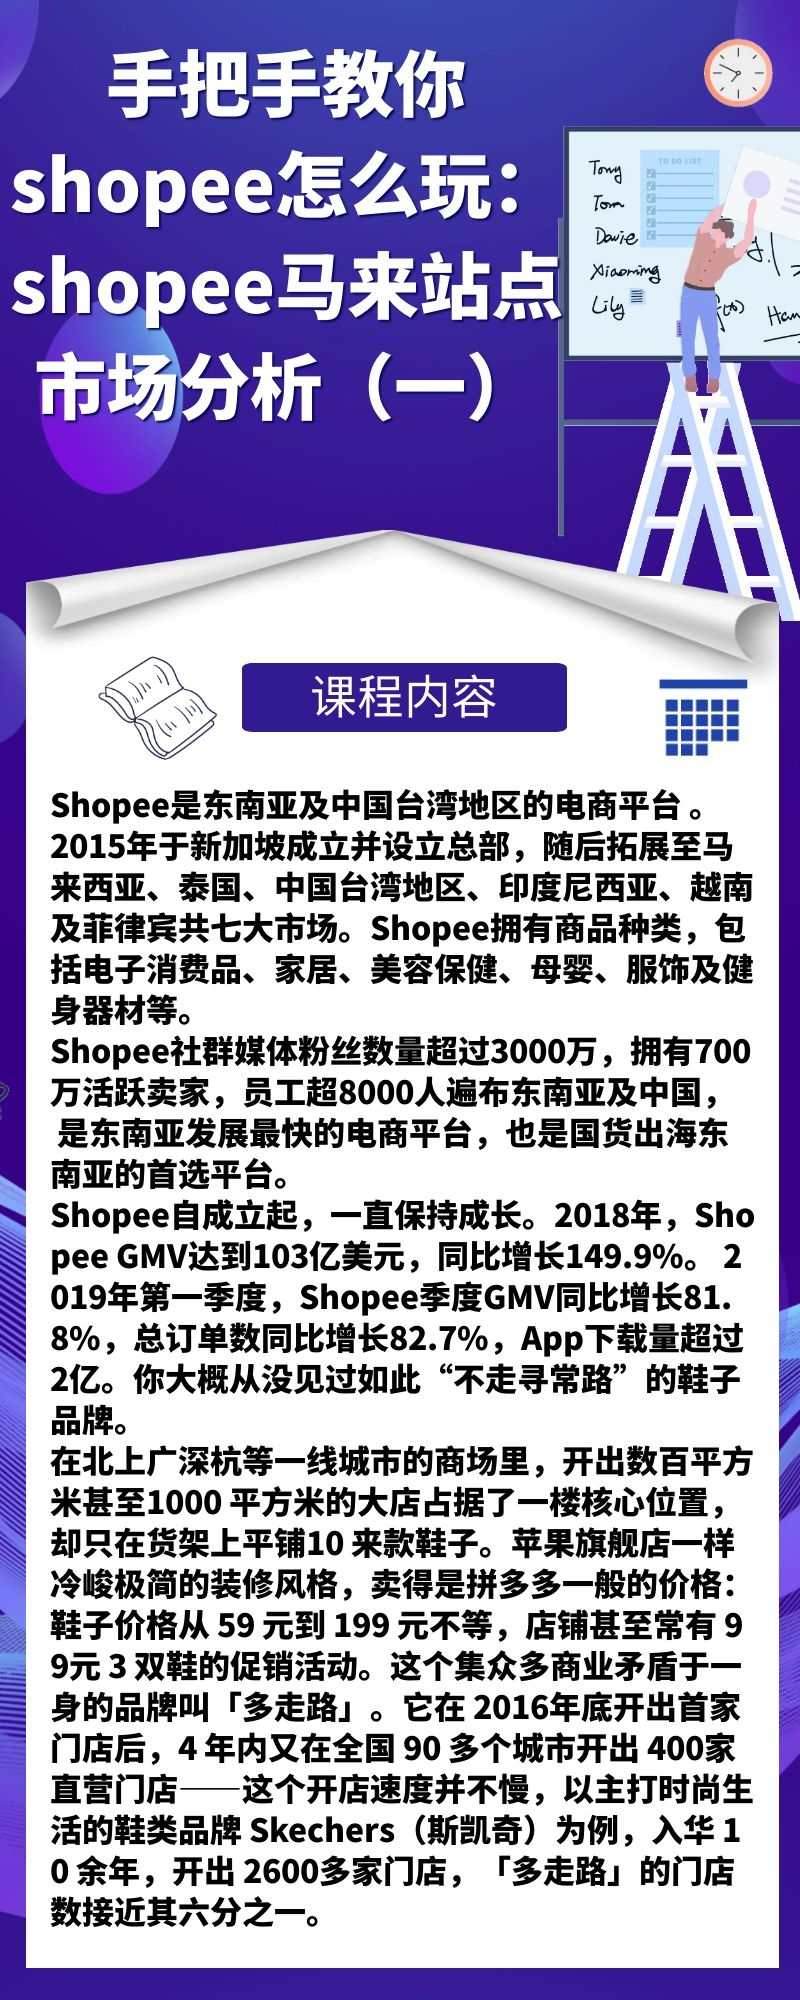 手把手教你
shopee怎么玩：
shopee马来站点
市场分析（一）
TO DO LIST
Tony
Tom
Davie
Xiaoming
Lily
课程内容
Shopee是东南亚及中国台湾地区的电商平台 。
2015年于新加坡成立并设立总部，随后拓展至马
来西亚、泰国、中国台湾地区、印度尼西亚、越南
及菲律宾共七大市场。Shopee拥有商品种类，包
括电子消费品、家居、美容保健、母婴、服饰及健
身器材等。
Shopee社群媒体粉丝数量超过3000万，拥有700
万活跃卖家，员工超8000人遍布东南亚及中国，
是东南亚发展最快的电商平台，也是国货出海东
南亚的首选平台。
Shopee自成立起，一直保持成长。2018年，Sho
pee GMV达到103亿美元，同比增长149.9%。 2
019年第一季度，Shopee季度GMV同比增长81.
8%，总订单数同比增长82.7%，App下载量超过
2亿。你大概从没见过如此“不走寻常路”的鞋子
品牌。
在北上广深杭等一线城市的商场里，开出数百平方
米甚至1000 平方米的大店占据了一楼核心位置，
却只在货架上平铺10 来款鞋子。苹果旗舰店一样
冷峻极简的装修风格，卖得是拼多多一般的价格：
鞋子价格从 59 元到 199 元不等，店铺甚至常有 9
9元 3 双鞋的促销活动。这个集众多商业矛盾于一
身的品牌叫「多走路」。它在 2016年底开出首家
门店后，4 年内又在全国 90 多个城市开出 400家
直营门店——这个开店速度并不慢，以主打时尚生
活的鞋类品牌 Skechers（斯凯奇）为例，入华 1
0 余年，开出 2600多家门店，「多走路」的门店
数接近其六分之一。